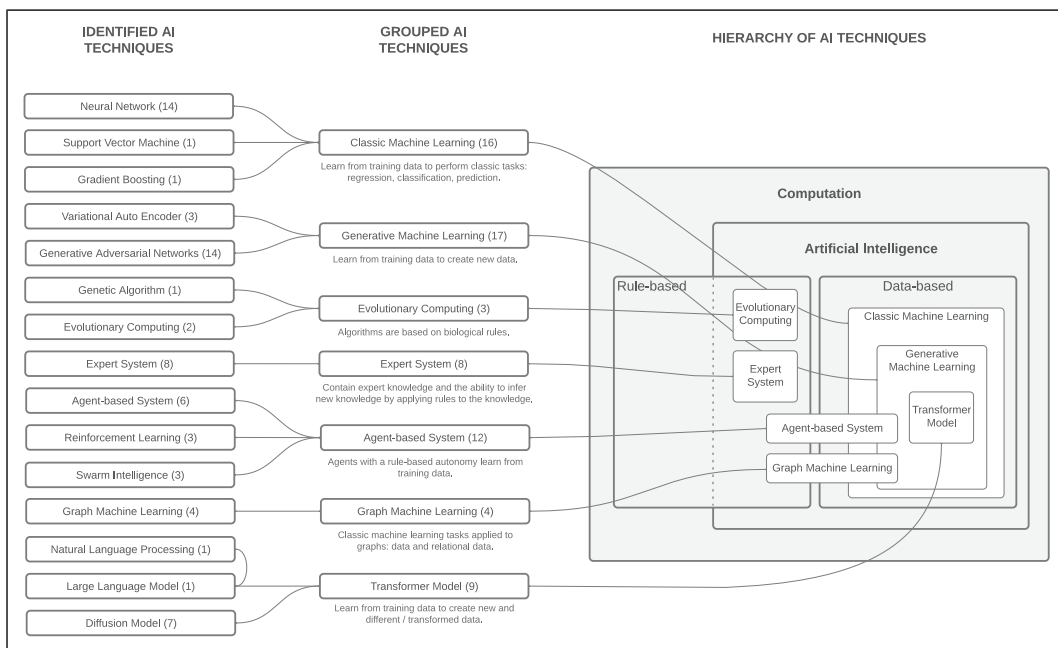 IDENTIFIED AI
TECHNIQUES
GROUPED AI
TECHNIQUES
HIERARCHY OF AI TECHNIQUES
Neural Network (14)
Support Vector Machine (1)
Gradient Boosting (1)
Variational Auto Encoder (3)
Generative Adversarial Networks (14)
Genetic Algorithm (1)
Evolutionary Computing (2)
Expert System (8)
Agent-based System (6)
Reinforcement Learning (3)
Swarm Intelligence (3)
Graph Machine Learning (4)
Natural Language Processing (1)
Large Language Model (1)
Diffusion Model (7)
Classic Machine Learning (16)
Learn from training data to perform classic tasks:
regression, classification, prediction.
Generative Machine Learning (17)
Learn from training data to create new data.
Evolutionary Computing (3)
Algorithms are based on biological rules.
Expert System (8)
Contain expert knowledge and the ability to infer
new knowledge by applying rules to the knowledge.
Agent-based System (12)
Agents with a rule-based autonomy learn from
training data.
Graph Machine Learning (4)
Classic machine learning tasks applied to
graphs: data and relational data.
Transformer Model (9)
Learn from training data to create new and
different / transformed data.
Computation
Artificial Intelligence
Rule-based
Data-based
Evolutionary
Computing
Expert
System
Classic Machine Learning
Generative
Machine Learning
Transformer
Model
Agent-based System
Graph Machine Learning